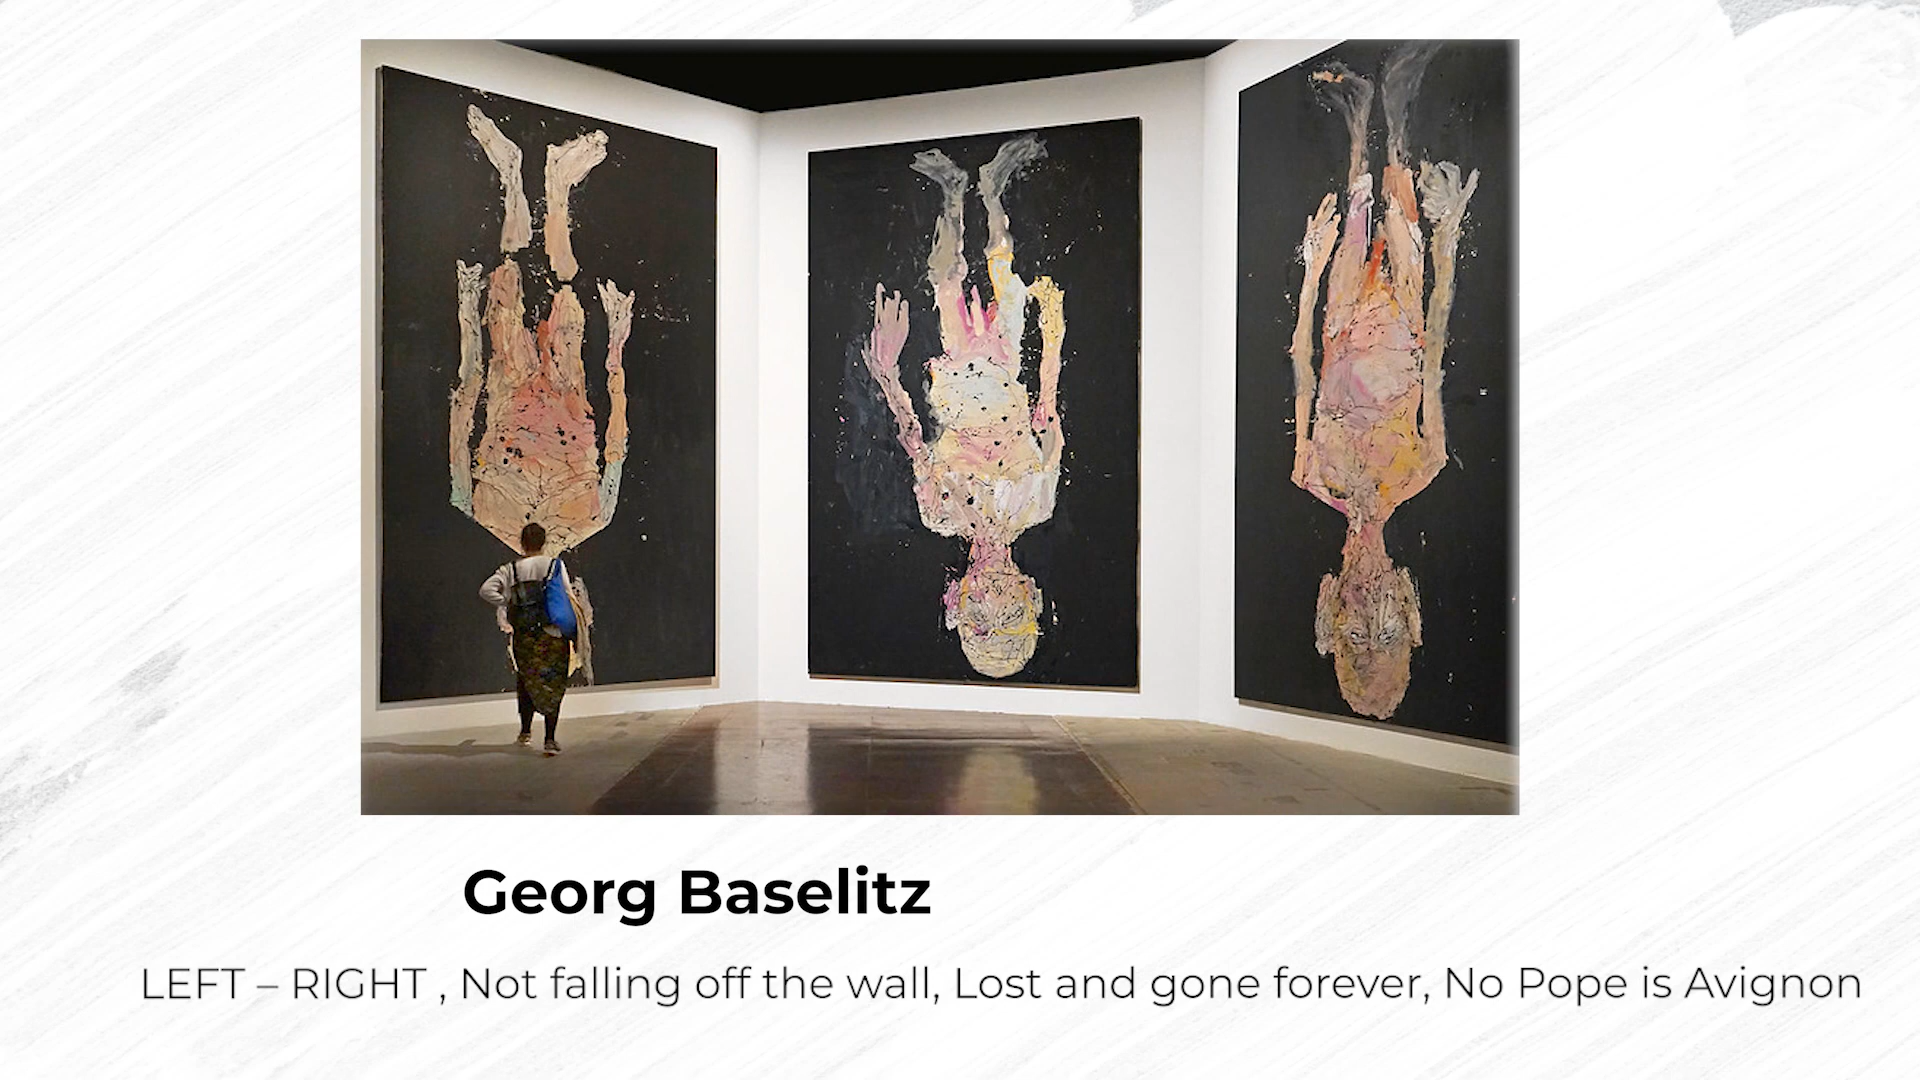 Georg Baselitz
LEFT – RIGHT , Not falling off the wall, Lost and gone forever, No Pope is Avignon